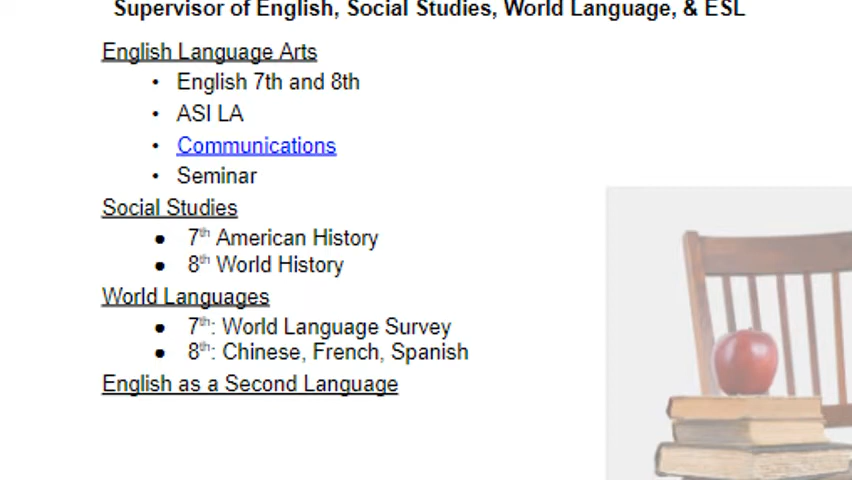 Supervisor of English, Social Studies, World Language, & ESL
English Language Arts
• English 7th and 8th
• ASI LA
• Communications
• Seminar
Social Studies
● 7th American History
● 8th World History
World Languages
● 7th: World Language Survey
● 8th: Chinese, French, Spanish
English as a Second Language